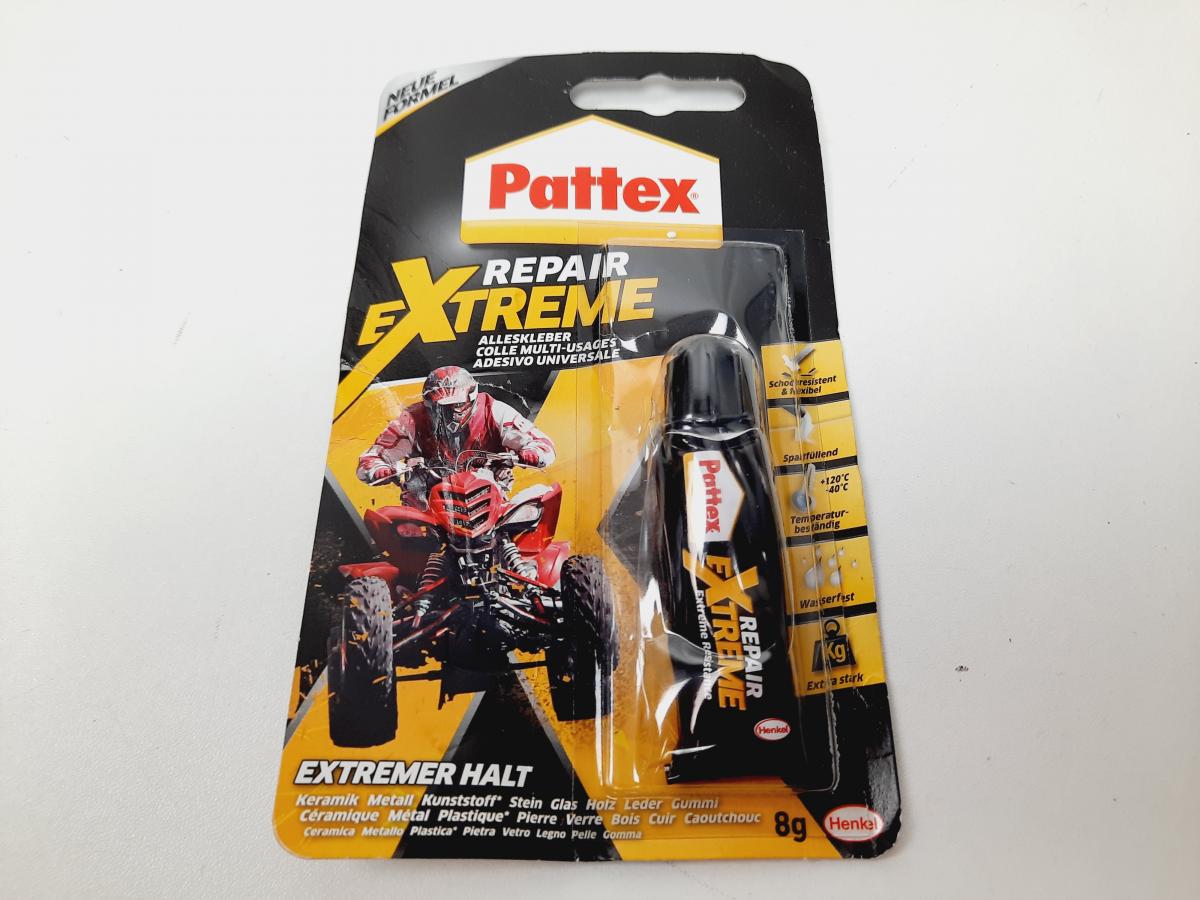 NEUE
FORMEL
Pattex®
REPAIR
EXTREME
ALLESKLEBER
COLLE MULTI-USAGES
ADESIVO UNIVERSALE
Schockresistent
& flexibel
Spaltfüllend
+120°C
-40°C
Temperatur-
beständig
Wasserfest
Kg
Extra stark
Pattex
REPAIR
EXTREME
Extreme Resistance
Henkel
EXTREMER HALT
Keramik Metall Kunststoff* Stein Glas Holz Leder Gummi
Céramique Métal Plastique* Pierre Verre Bois Cuir Caoutchouc
Ceramica Metallo Plastica* Pietra Vetro Legno Pelle Gomma
8g
Henkel